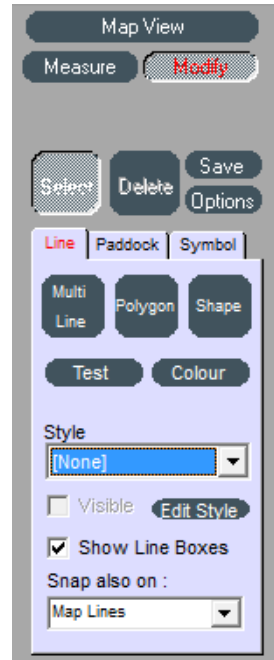 Map View
Measure Modify
Select Delete Save
Options
Line Paddock Symbol
Multi Line Polygon Shape
Test Colour
Style
[None]
Visible Edit Style
Show Line Boxes
Snap also on :
Map Lines